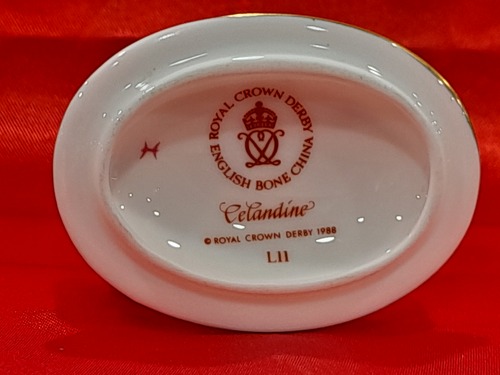 ROYAL CROWN DERBY
ENGLISH BONE CHINA
Celandine
© ROYAL CROWN DERBY 1988
LII